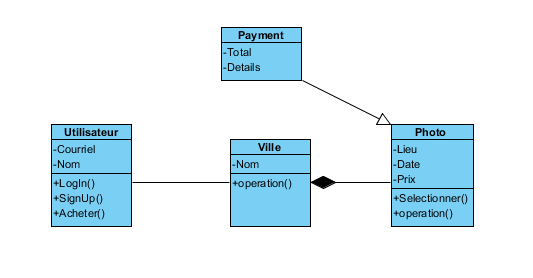 Payment
-Total
-Details
Utilisateur
-Courriel
-Nom
+LogIn()
+SignUp()
+Acheter()
Ville
-Nom
+operation()
Photo
-Lieu
-Date
-Prix
+Selectionner()
+operation()